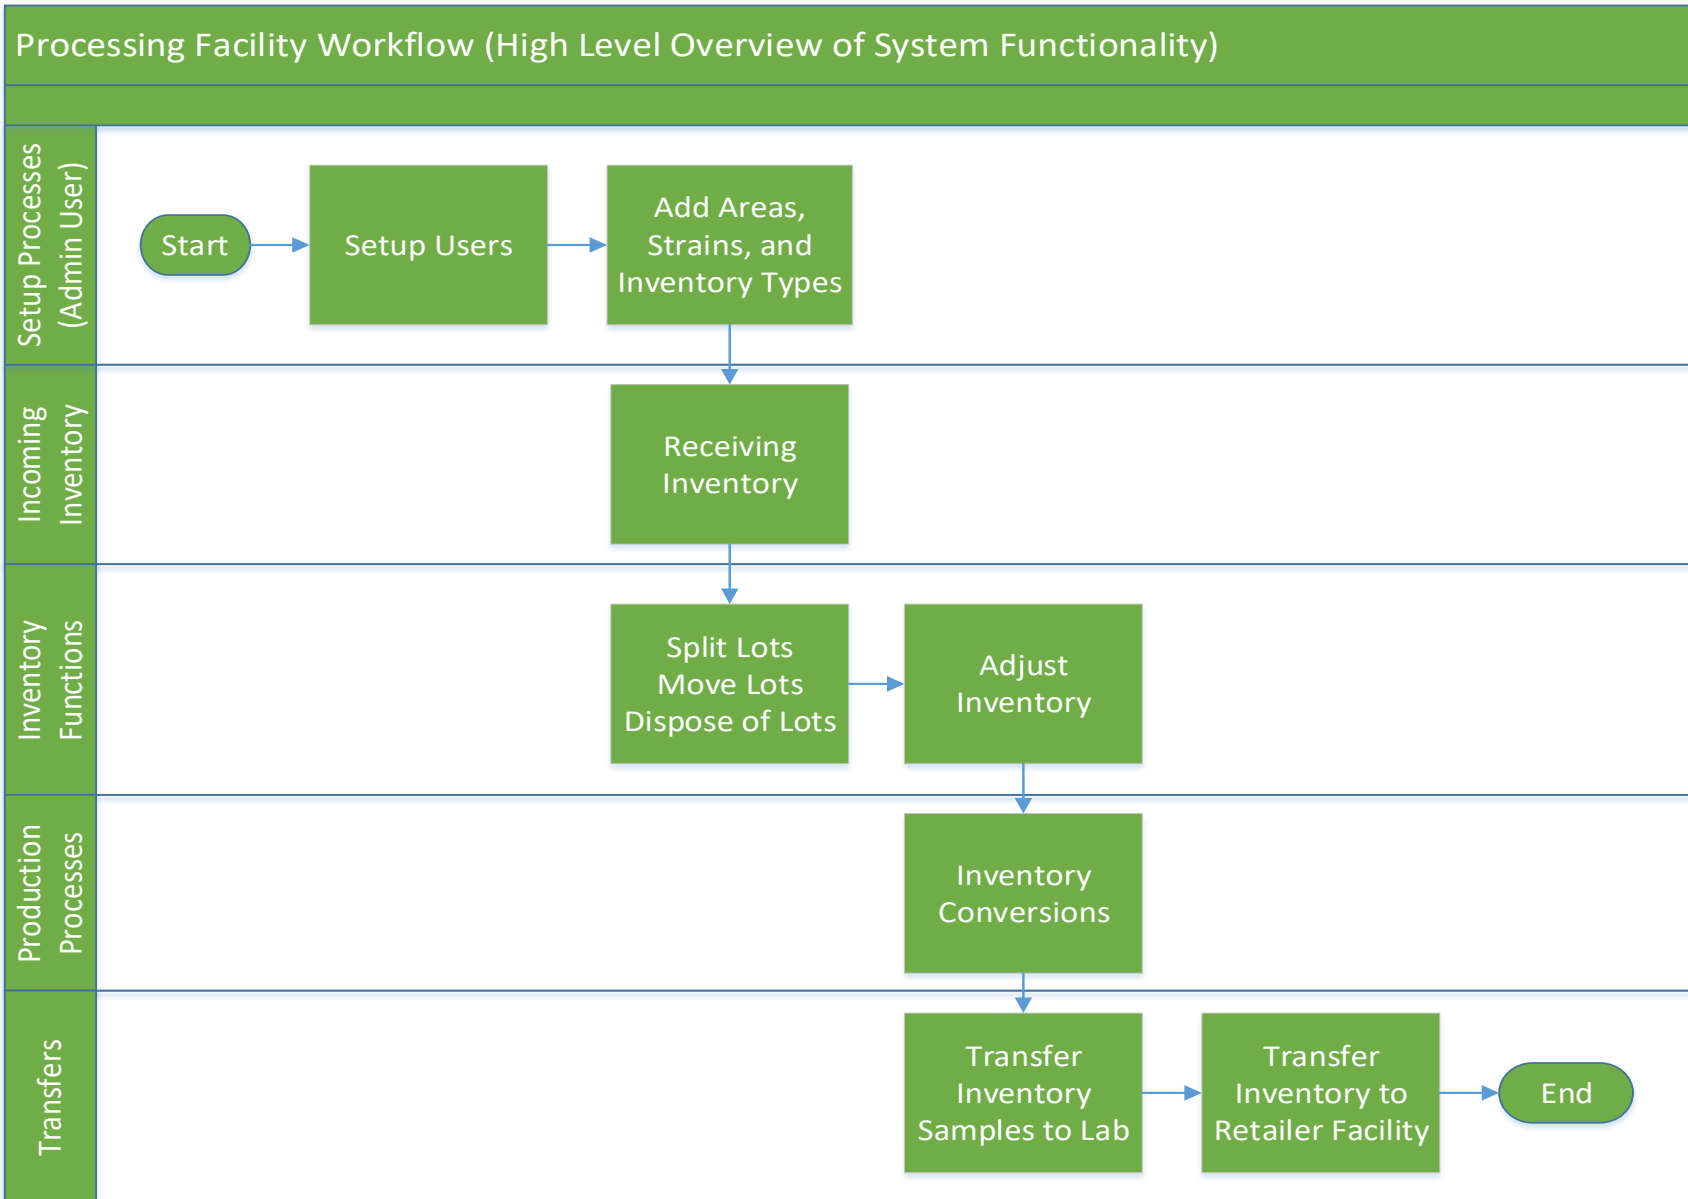 Processing Facility Workflow (High Level Overview of System Functionality)
Setup Processes
(Admin User)
Start
Setup Users
Add Areas,
Strains, and
Inventory Types
Incoming
Inventory
Receiving
Inventory
Inventory
Functions
Split Lots
Move Lots
Dispose of Lots
Adjust
Inventory
Production
Processes
Inventory
Conversions
Transfers
Transfer
Inventory
Samples to Lab
Transfer
Inventory to
Retailer Facility
End